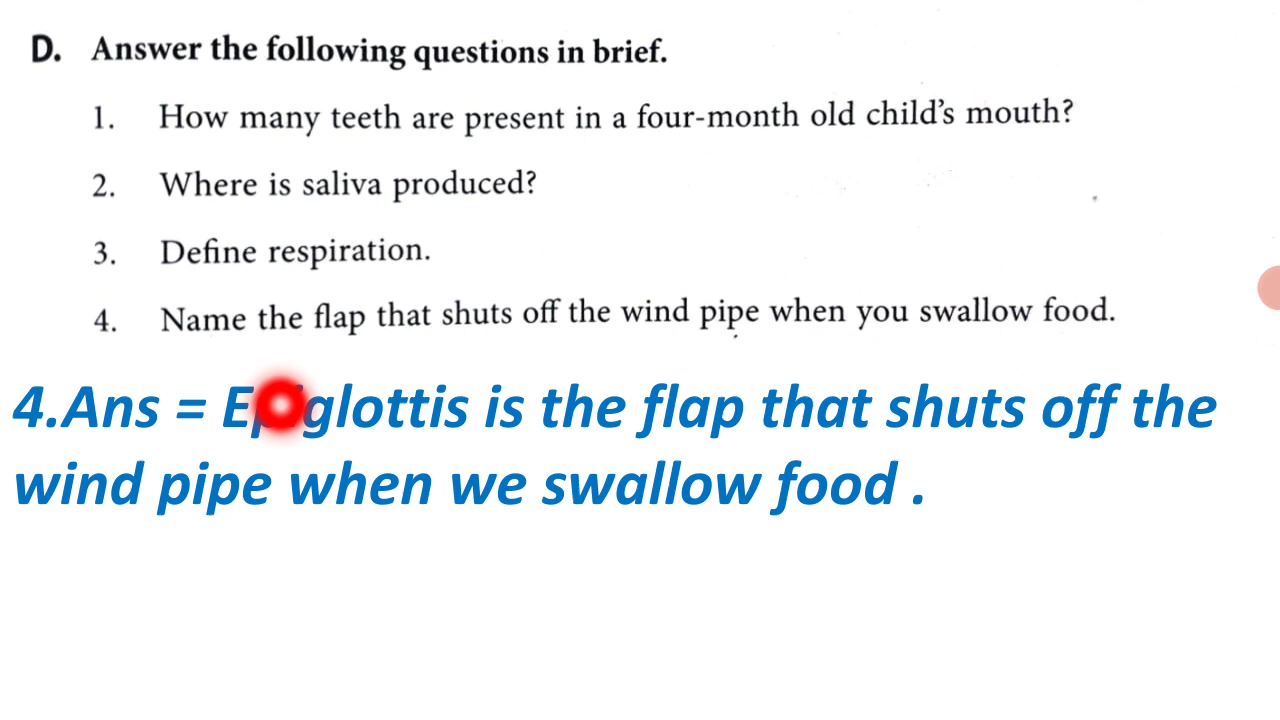 D. Answer the following questions in brief.
1. How many teeth are present in a four-month old child's mouth?
2. Where is saliva produced?
3. Define respiration.
4. Name the flap that shuts off the wind pipe when you swallow food.
4.Ans = Epiglottis is the flap that shuts off the
wind pipe when we swallow food .